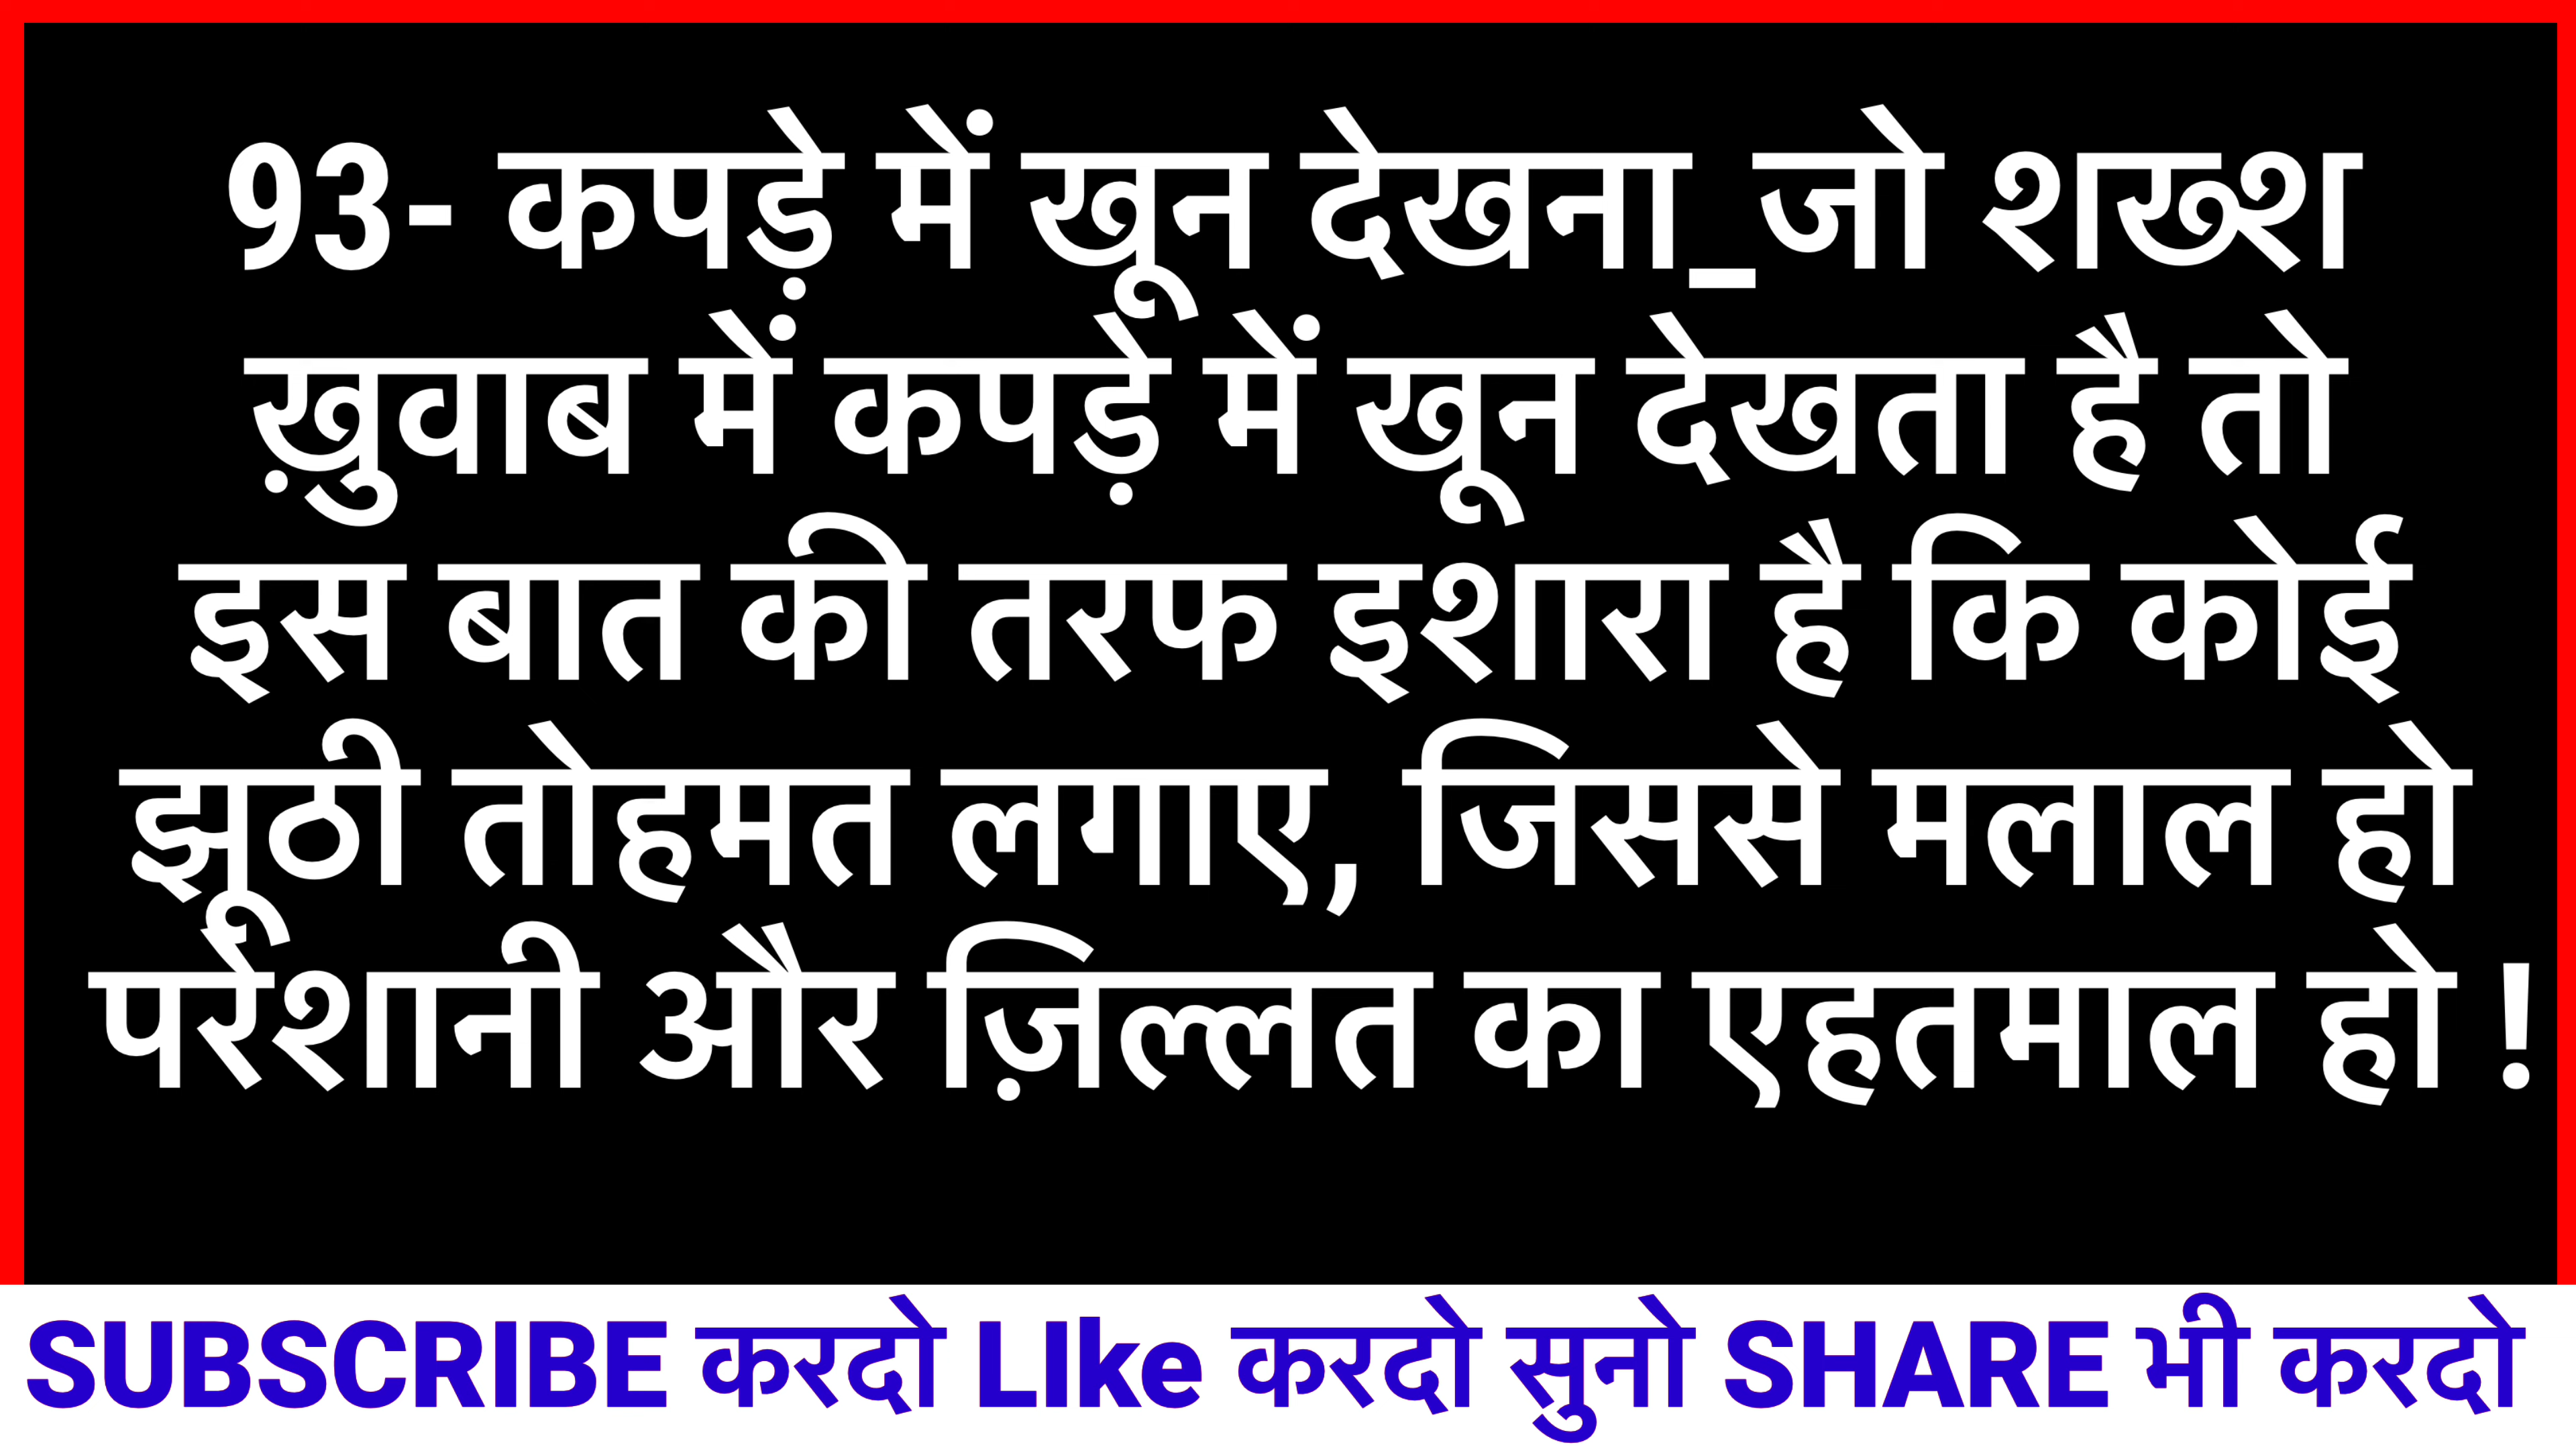 93- कपड़े में खून देखना_जो शख्श
ख़ुवाब में कपड़े में खून देखता है तो
इस बात की तरफ इशारा है कि कोई
झूठी तोहमत लगाए, जिससे मलाल हो
परेशानी और ज़िल्लत का एहतमाल हो !
SUBSCRIBE करदो LIke करदो सुनो SHARE भी करदो